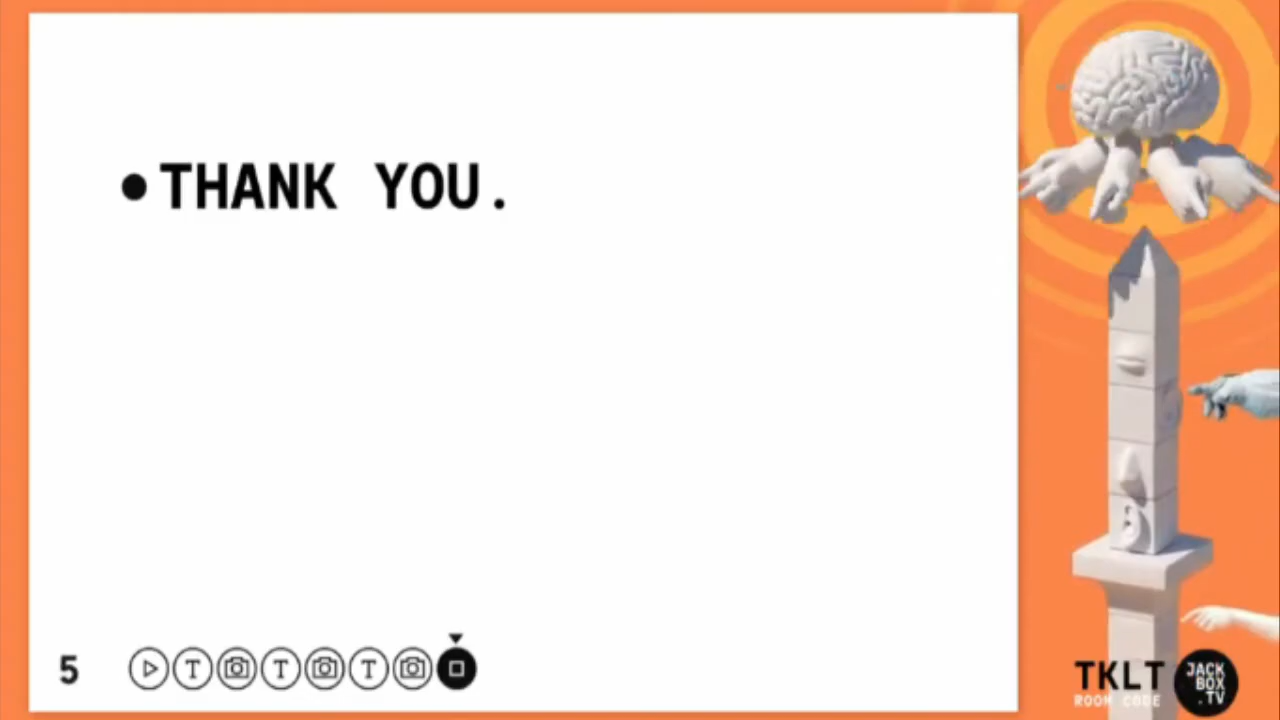 ● THANK YOU.
5
T T T
TKLT
ROOM CODE
JACK
BOX
.TV